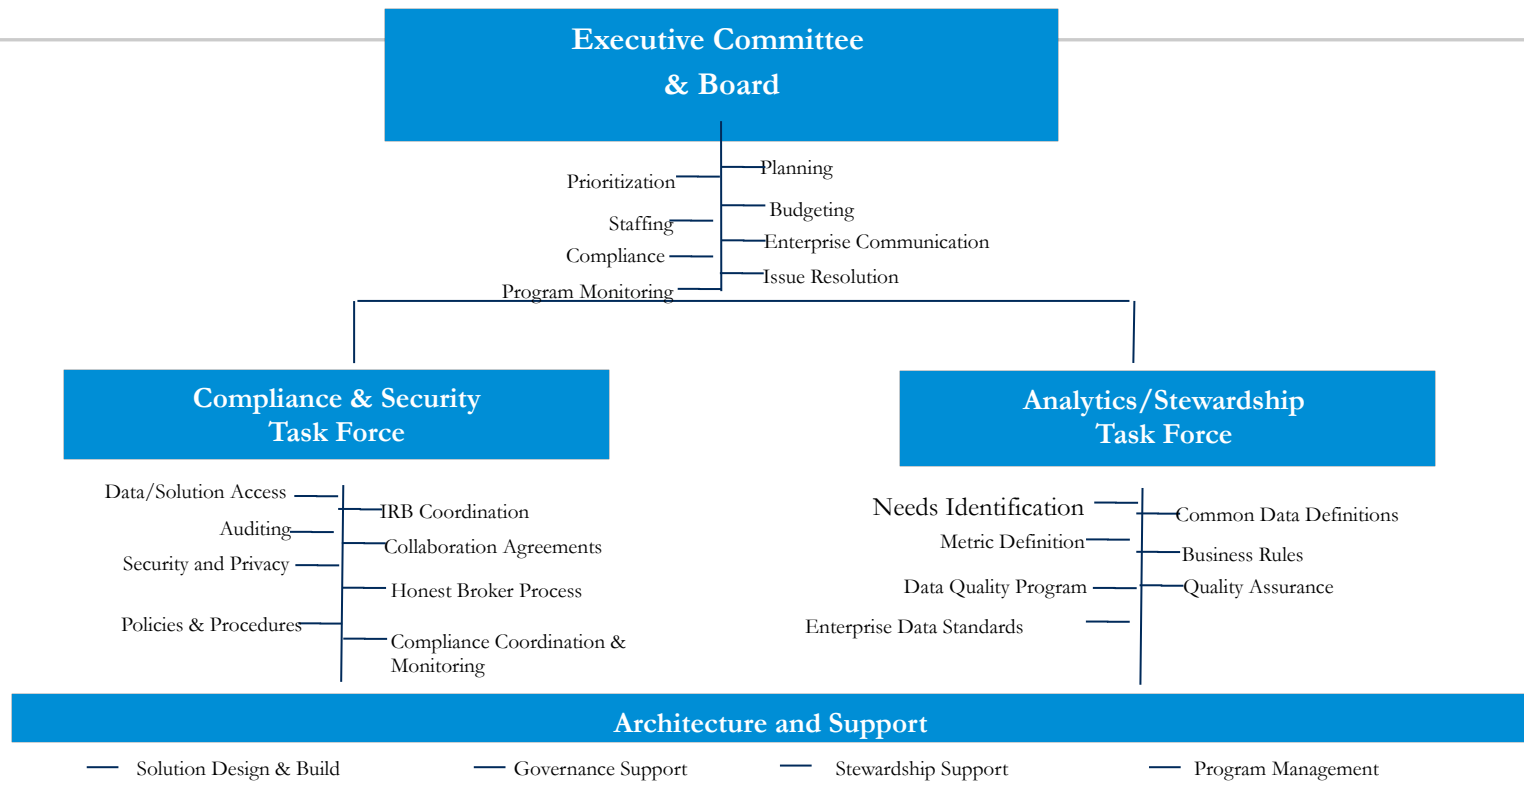 Executive Committee
& Board
Planning
Prioritization
Budgeting
Staffing
Enterprise Communication
Compliance
Issue Resolution
Program Monitoring
Compliance & Security
Task Force
Data/Solution Access
IRB Coordination
Auditing
Collaboration Agreements
Security and Privacy
Honest Broker Process
Policies & Procedures
Compliance Coordination &
Monitoring
Analytics/Stewardship
Task Force
Needs Identification
Common Data Definitions
Metric Definition
Business Rules
Data Quality Program
Quality Assurance
Enterprise Data Standards
Architecture and Support
Solution Design & Build
Governance Support
Stewardship Support
Program Management